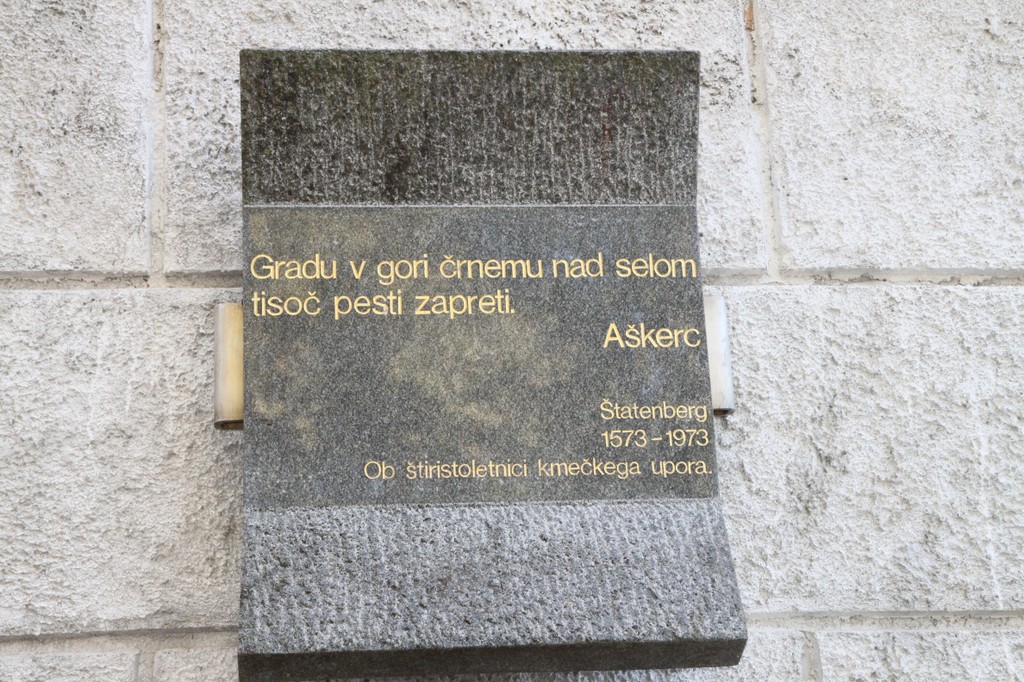 Gradu v gori črnemu nad selom
tisoč pesti zapreti.
Aškerc
Štatenberg
1573–1973
Ob štiristoletnici kmečkega upora.